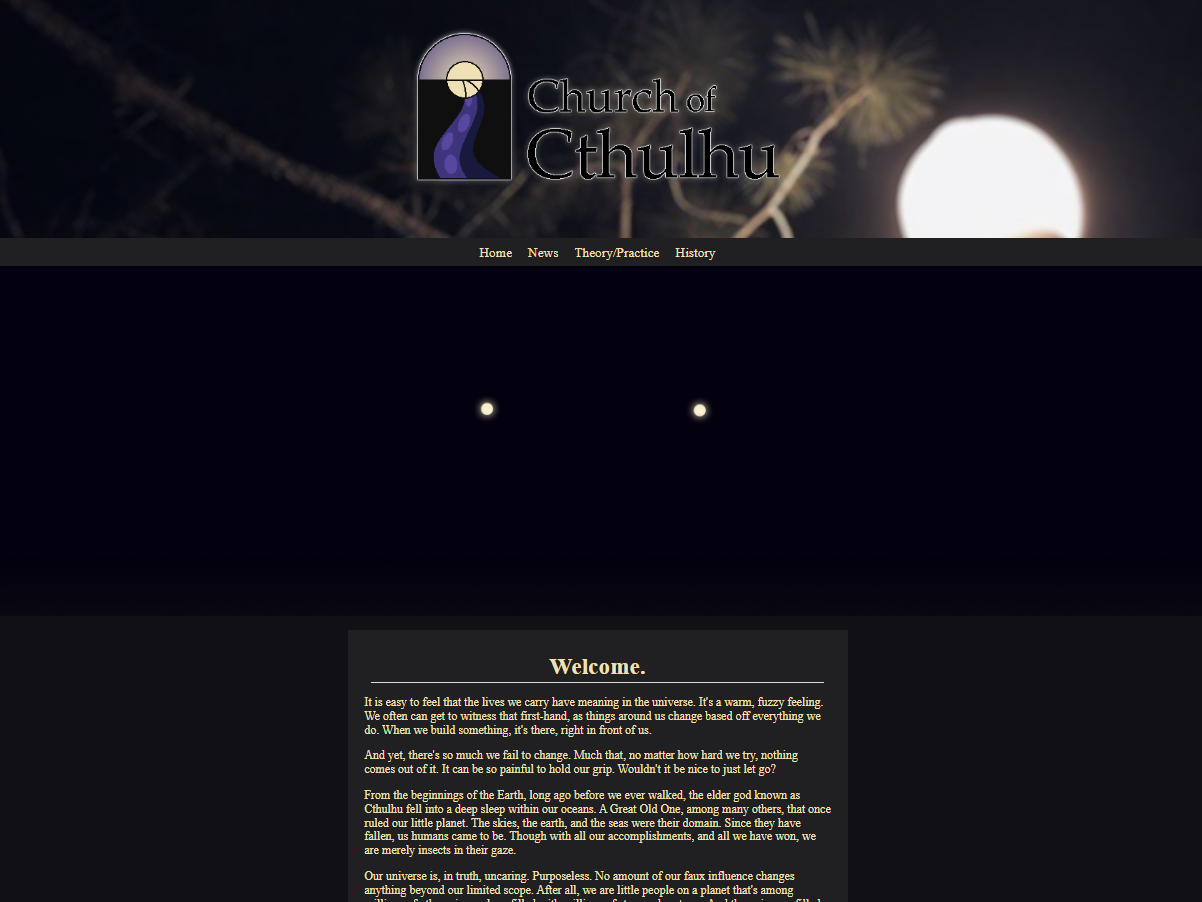 Church of
Cthulhu
Home News Theory/Practice History
Welcome.
It is easy to feel that the lives we carry have meaning in the universe. It's a warm, fuzzy feeling.
We often can get to witness that first-hand, as things around us change based off everything we
do. When we build something, it's there, right in front of us.
And yet, there's so much we fail to change. Much that, no matter how hard we try, nothing
comes out of it. It can be so painful to hold our grip. Wouldn't it be nice to just let go?
From the beginnings of the Earth, long ago before we ever walked, the elder god known as
Cthulhu fell into a deep sleep within our oceans. A Great Old One, among many others, that once
ruled our little planet. The skies, the earth, and the seas were their domain. Since they have
fallen, us humans came to be. Though with all our accomplishments, and all we have won, we
are merely insects in their gaze.
Our universe is, in truth, uncaring. Purposeless. No amount of our faux influence changes
anything beyond our limited scope. After all, we are little people on a planet that's among